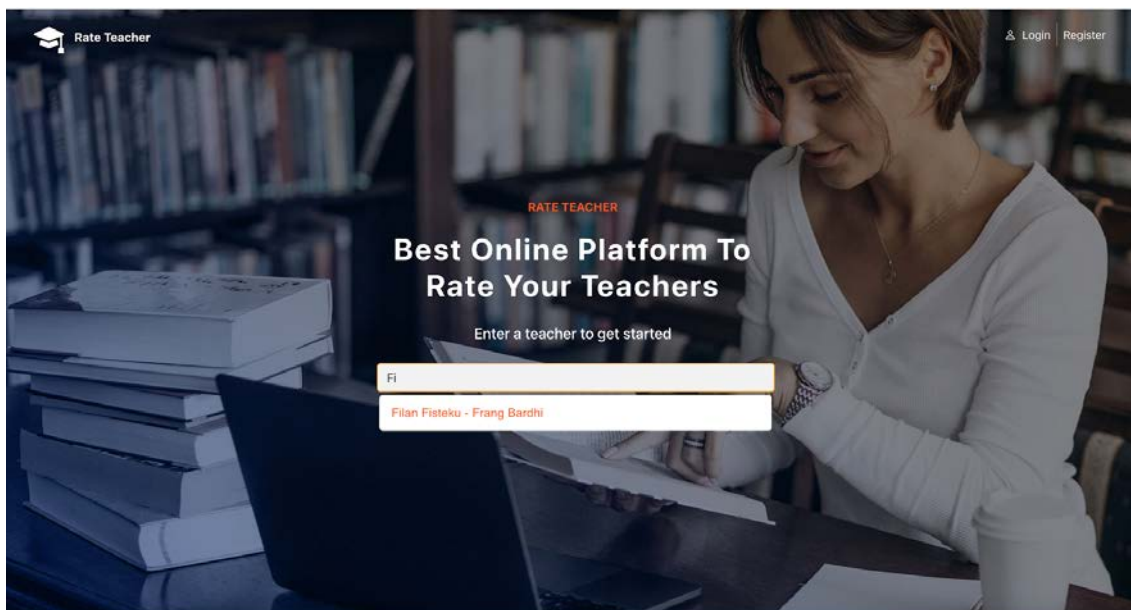 Rate Teacher
Login
Register
RATE TEACHER
Best Online Platform To
Rate Your Teachers
Enter a teacher to get started
Fi
Filan Fisteku - Frang Bardhi